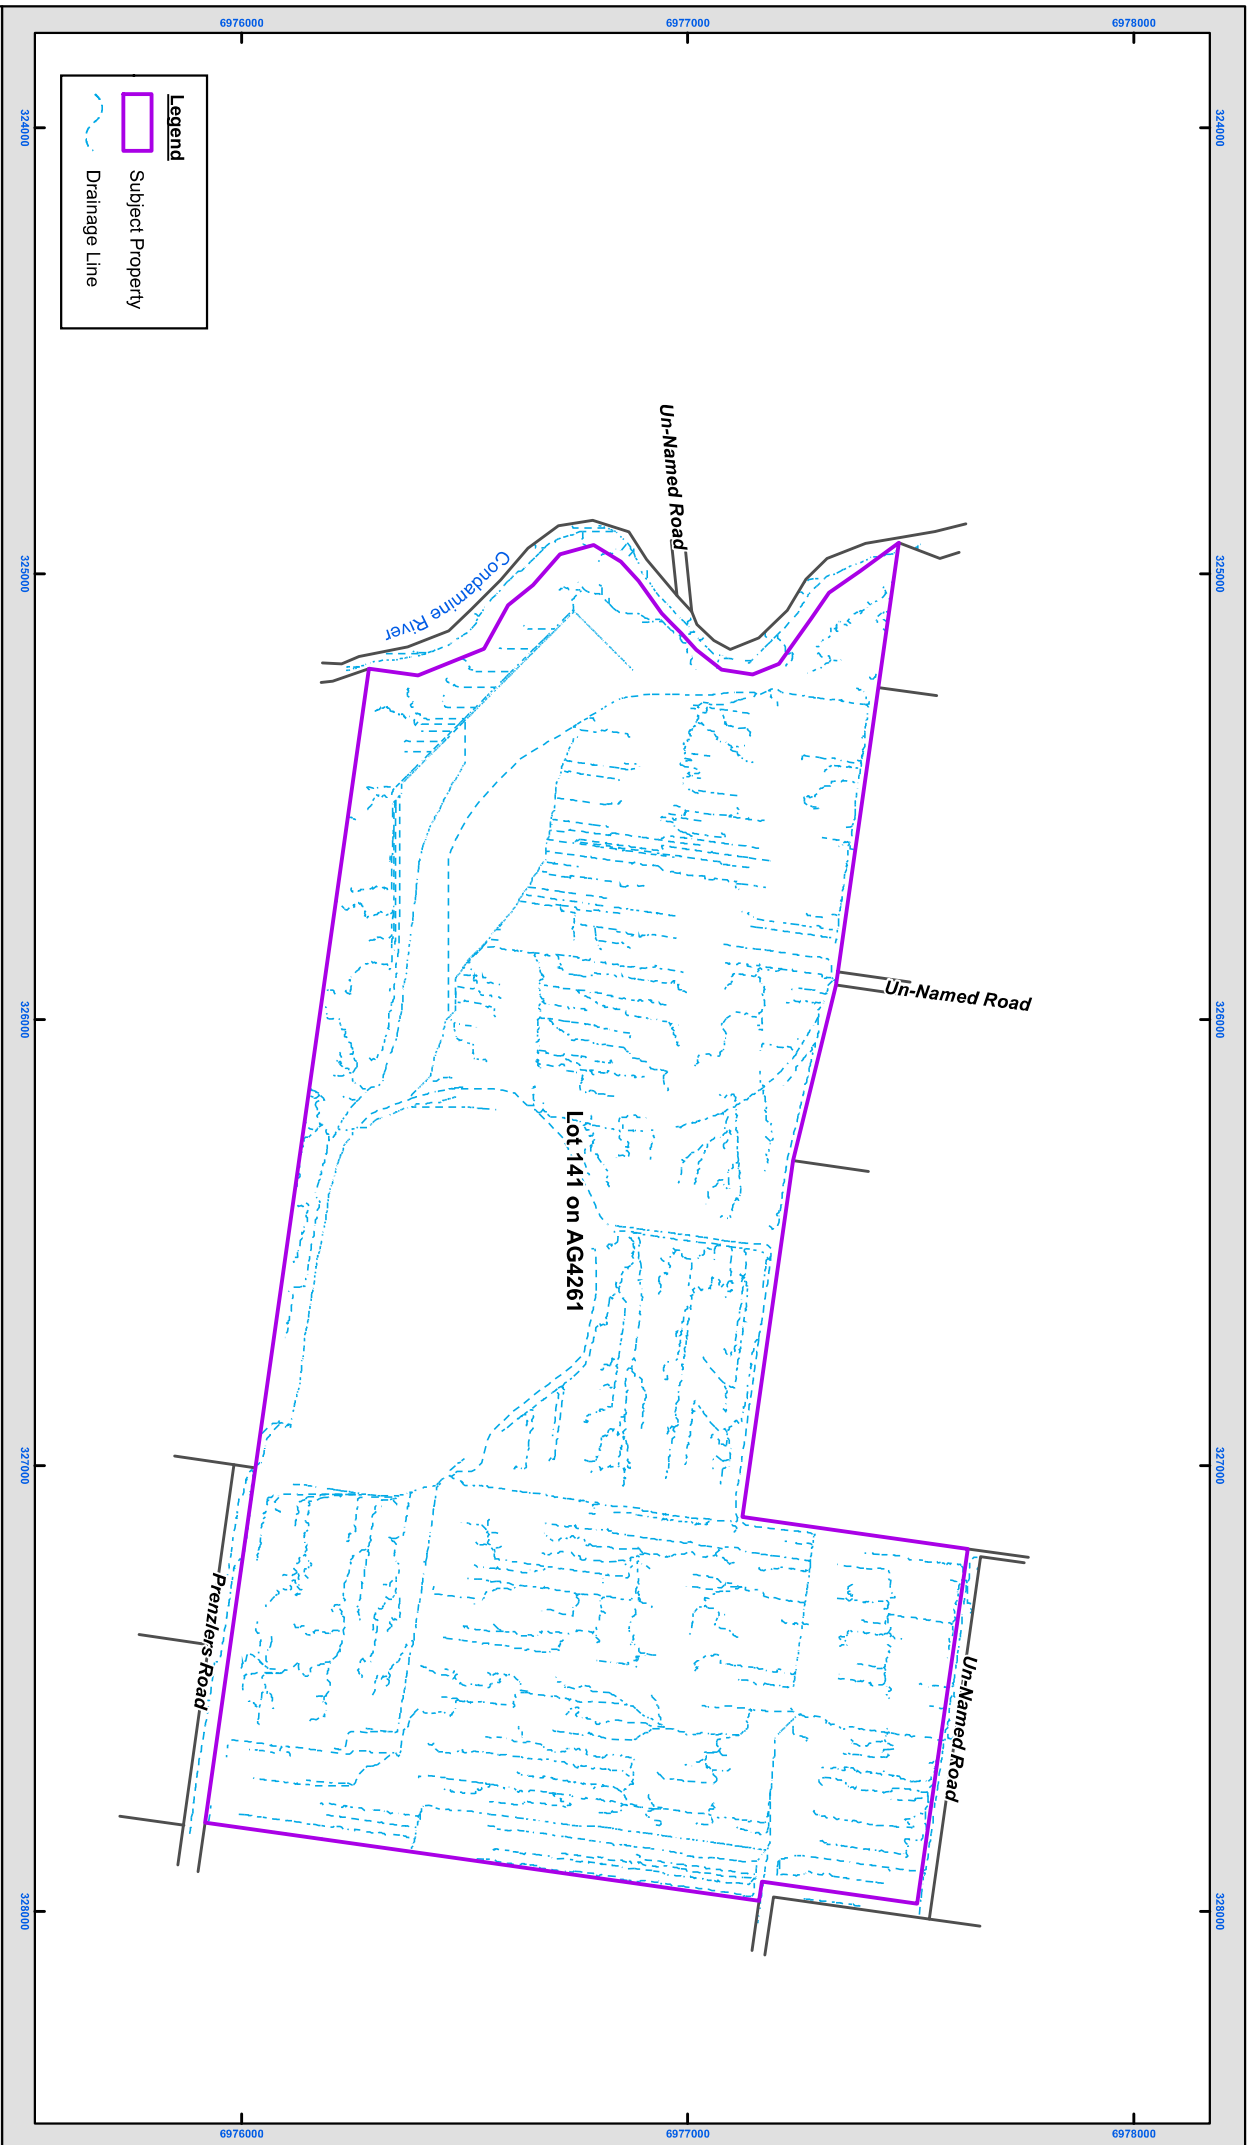 6976000
6977000
6978000
324000
324000
Legend
Subject Property
Drainage Line
Un-Named Road
Condamine River
325000
325000
Un-Named Road
326000
326000
Lot 141 on AG4261
327000
327000
Prenzlers Road
Un-Named Road
328000
328000
6976000
6977000
6978000